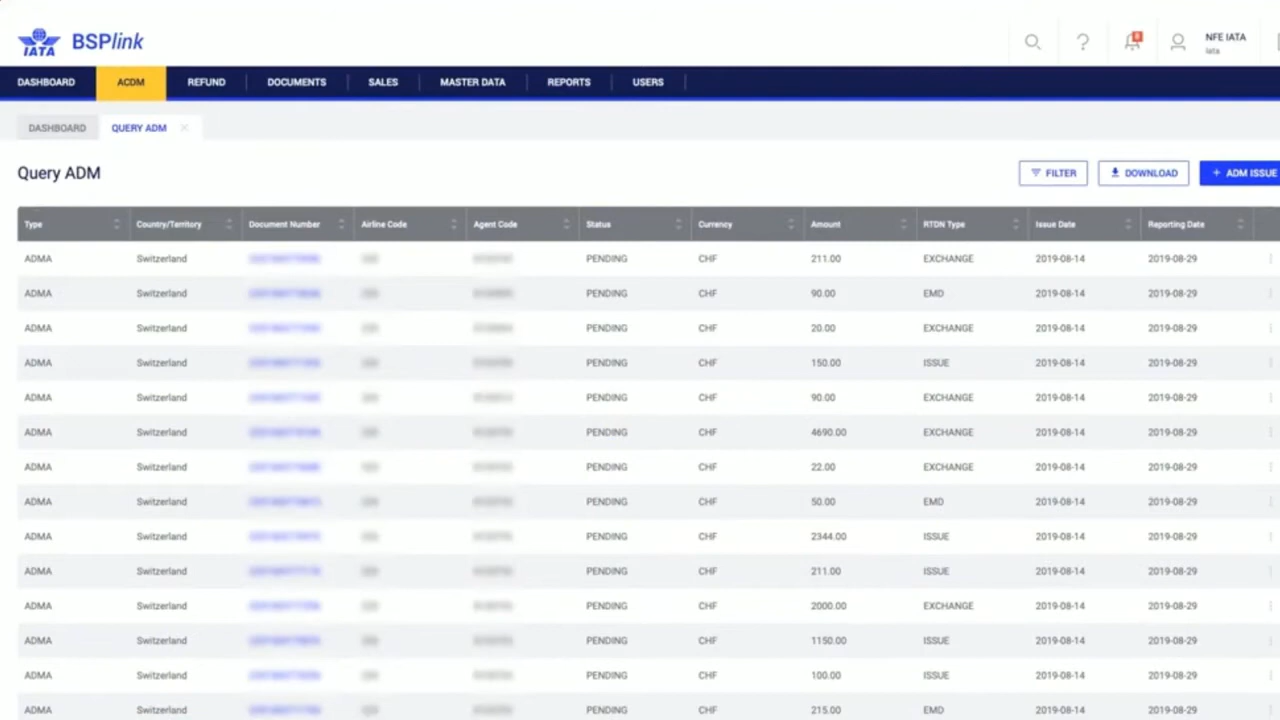 IATA BSPlink
8
NFE IATA
Iata
DASHBOARD ACDM REFUND DOCUMENTS SALES MASTER DATA REPORTS USERS
DASHBOARD QUERY ADM
Query ADM
FILTER DOWNLOAD + ADM ISSUE
Type Country/Territory Document Number Airline Code Agent Code Status Currency Amount RTDN Type Issue Date Reporting Date
ADMA Switzerland PENDING CHF 211.00 EXCHANGE 2019-08-14 2019-08-29
ADMA Switzerland PENDING CHF 90.00 EMD 2019-08-14 2019-08-29
ADMA Switzerland PENDING CHF 20.00 EXCHANGE 2019-08-14 2019-08-29
ADMA Switzerland PENDING CHF 150.00 ISSUE 2019-08-14 2019-08-29
ADMA Switzerland PENDING CHF 90.00 EXCHANGE 2019-08-14 2019-08-29
ADMA Switzerland PENDING CHF 4690.00 EXCHANGE 2019-08-14 2019-08-29
ADMA Switzerland PENDING CHF 22.00 EXCHANGE 2019-08-14 2019-08-29
ADMA Switzerland PENDING CHF 50.00 EMD 2019-08-14 2019-08-29
ADMA Switzerland PENDING CHF 2344.00 ISSUE 2019-08-14 2019-08-29
ADMA Switzerland PENDING CHF 211.00 ISSUE 2019-08-14 2019-08-29
ADMA Switzerland PENDING CHF 2000.00 EXCHANGE 2019-08-14 2019-08-29
ADMA Switzerland PENDING CHF 1150.00 ISSUE 2019-08-14 2019-08-29
ADMA Switzerland PENDING CHF 100.00 ISSUE 2019-08-14 2019-08-29
ADMA Switzerland PENDING CHF 215.00 EMD 2019-08-14 2019-08-29